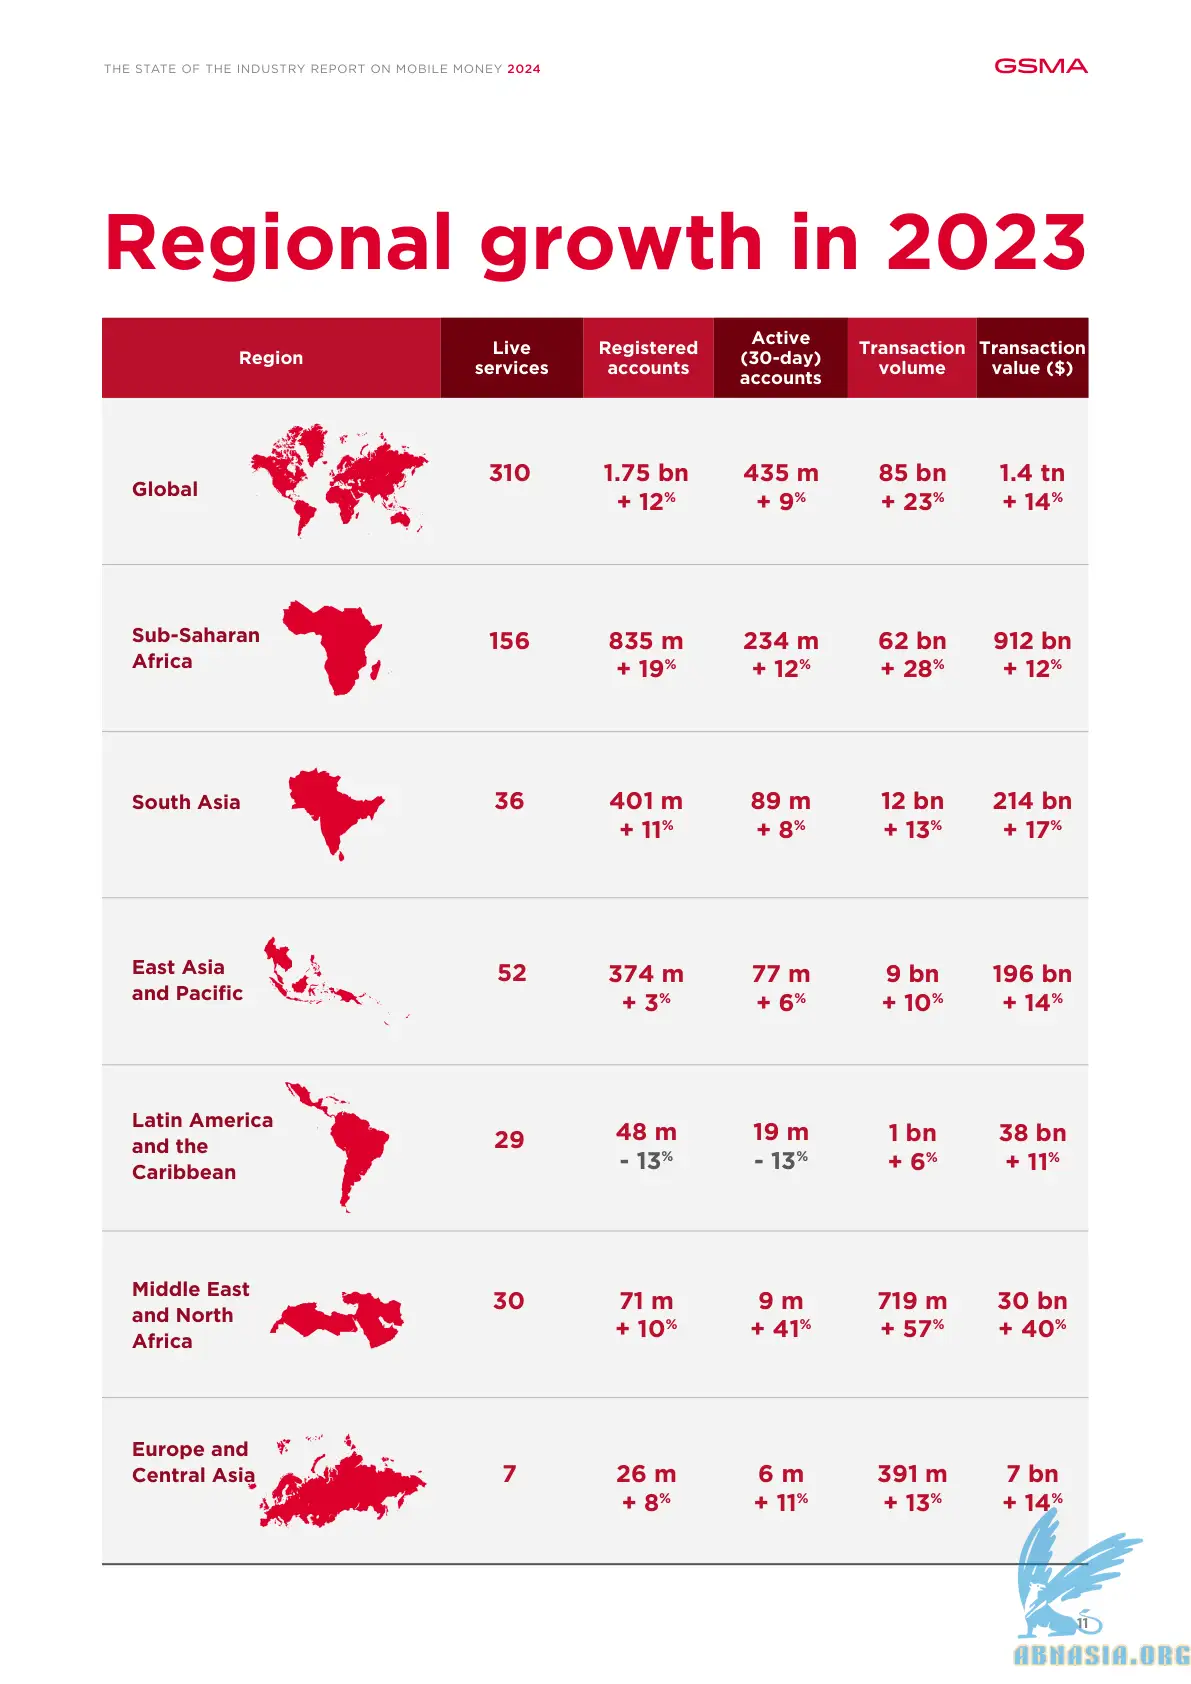 THE STATE OF THE INDUSTRY REPORT ON MOBILE MONEY 2024
GSMA
Regional growth in 2023
Region
Live
services
Registered
accounts
Active
(30-day)
accounts
Transaction
volume
Transaction
value ($)
Global
310
1.75 bn
+ 12%
435 m
+ 9%
85 bn
+ 23%
1.4 tn
+ 14%
Sub-Saharan
Africa
156
835 m
+ 19%
234 m
+ 12%
62 bn
+ 28%
912 bn
+ 12%
South Asia
36
401 m
+ 11%
89 m
+ 8%
12 bn
+ 13%
214 bn
+ 17%
East Asia
and Pacific
52
374 m
+ 3%
77 m
+ 6%
9 bn
+ 10%
196 bn
+ 14%
Latin America
and the
Caribbean
29
48 m
- 13%
19 m
- 13%
1 bn
+ 6%
38 bn
+ 11%
Middle East
and North
Africa
30
71 m
+ 10%
9 m
+ 41%
719 m
+ 57%
30 bn
+ 40%
Europe and
Central Asia
7
26 m
+ 8%
6 m
+ 11%
391 m
+ 13%
7 bn
+ 14%
11
ABNASIA.ORG